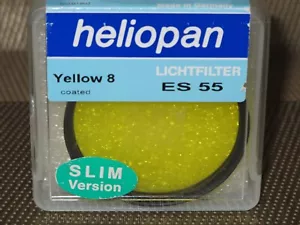 heliopan
Yellow 8
LICHTFILTER
coated
ES 55
SLIM
Version